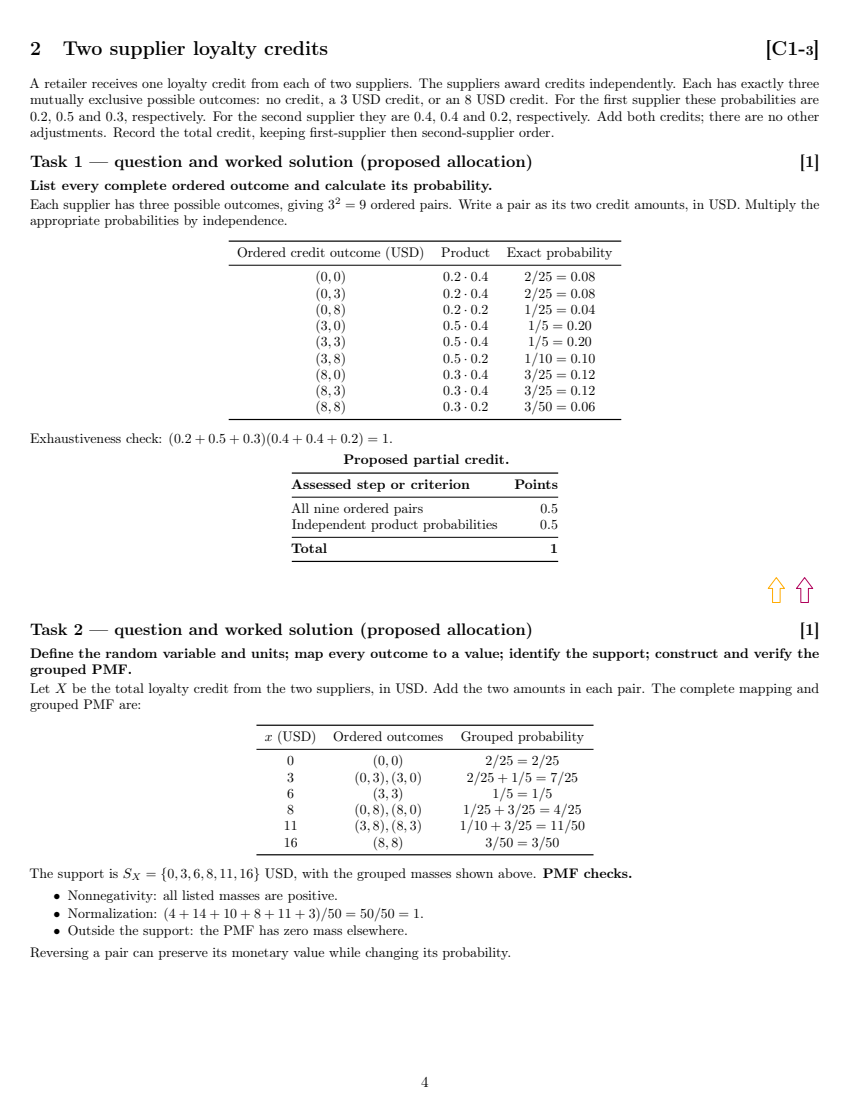 2 Two supplier loyalty credits [C1-3]
A retailer receives one loyalty credit from each of two suppliers. The suppliers award credits independently. Each has exactly three
mutually exclusive possible outcomes: no credit, a 3 USD credit, or an 8 USD credit. For the first supplier these probabilities are
0.2, 0.5 and 0.3, respectively. For the second supplier they are 0.4, 0.4 and 0.2, respectively. Add both credits; there are no other
adjustments. Record the total credit, keeping first-supplier then second-supplier order.
Task 1 — question and worked solution (proposed allocation) [1]
List every complete ordered outcome and calculate its probability.
Each supplier has three possible outcomes, giving 3² = 9 ordered pairs. Write a pair as its two credit amounts, in USD. Multiply the
appropriate probabilities by independence.
Ordered credit outcome (USD) Product Exact probability
(0, 0) 0.2 · 0.4 2/25 = 0.08
(0, 3) 0.2 · 0.4 2/25 = 0.08
(0, 8) 0.2 · 0.2 1/25 = 0.04
(3, 0) 0.5 · 0.4 1/5 = 0.20
(3, 3) 0.5 · 0.4 1/5 = 0.20
(3, 8) 0.5 · 0.2 1/10 = 0.10
(8, 0) 0.3 · 0.4 3/25 = 0.12
(8, 3) 0.3 · 0.4 3/25 = 0.12
(8, 8) 0.3 · 0.2 3/50 = 0.06
Exhaustiveness check: (0.2 + 0.5 + 0.3)(0.4 + 0.4 + 0.2) = 1.
Proposed partial credit.
Assessed step or criterion Points
All nine ordered pairs 0.5
Independent product probabilities 0.5
Total 1
Task 2 — question and worked solution (proposed allocation) [1]
Define the random variable and units; map every outcome to a value; identify the support; construct and verify the
grouped PMF.
Let X be the total loyalty credit from the two suppliers, in USD. Add the two amounts in each pair. The complete mapping and
grouped PMF are:
x (USD) Ordered outcomes Grouped probability
0 (0, 0) 2/25 = 2/25
3 (0, 3), (3, 0) 2/25 + 1/5 = 7/25
6 (3, 3) 1/5 = 1/5
8 (0, 8), (8, 0) 1/25 + 3/25 = 4/25
11 (3, 8), (8, 3) 1/10 + 3/25 = 11/50
16 (8, 8) 3/50 = 3/50
The support is S_X = {0, 3, 6, 8, 11, 16} USD, with the grouped masses shown above. PMF checks.
• Nonnegativity: all listed masses are positive.
• Normalization: (4 + 14 + 10 + 8 + 11 + 3)/50 = 50/50 = 1.
• Outside the support: the PMF has zero mass elsewhere.
Reversing a pair can preserve its monetary value while changing its probability.
4